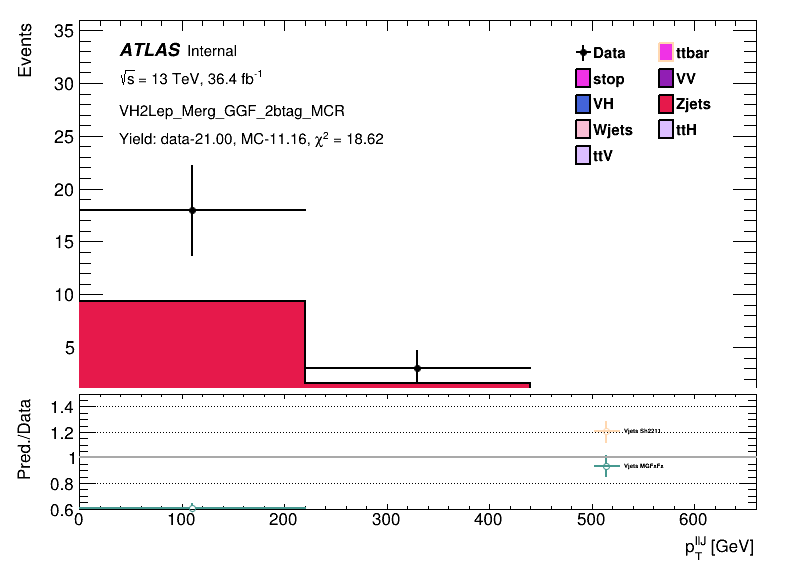 Events
35
30
25
20
15
10
5
ATLAS Internal
√s = 13 TeV, 36.4 fb⁻¹
VH2Lep_Merg_GGF_2btag_MCR
Yield: data-21.00, MC-11.16, χ² = 18.62
Data
ttbar
stop
VV
VH
Zjets
Wjets
ttH
ttV
Pred./Data
1.4
1.2
1
0.8
0.6
Vjets Sh2211
Vjets MGFxFx
0 100 200 300 400 500 600
p_T^llJ [GeV]